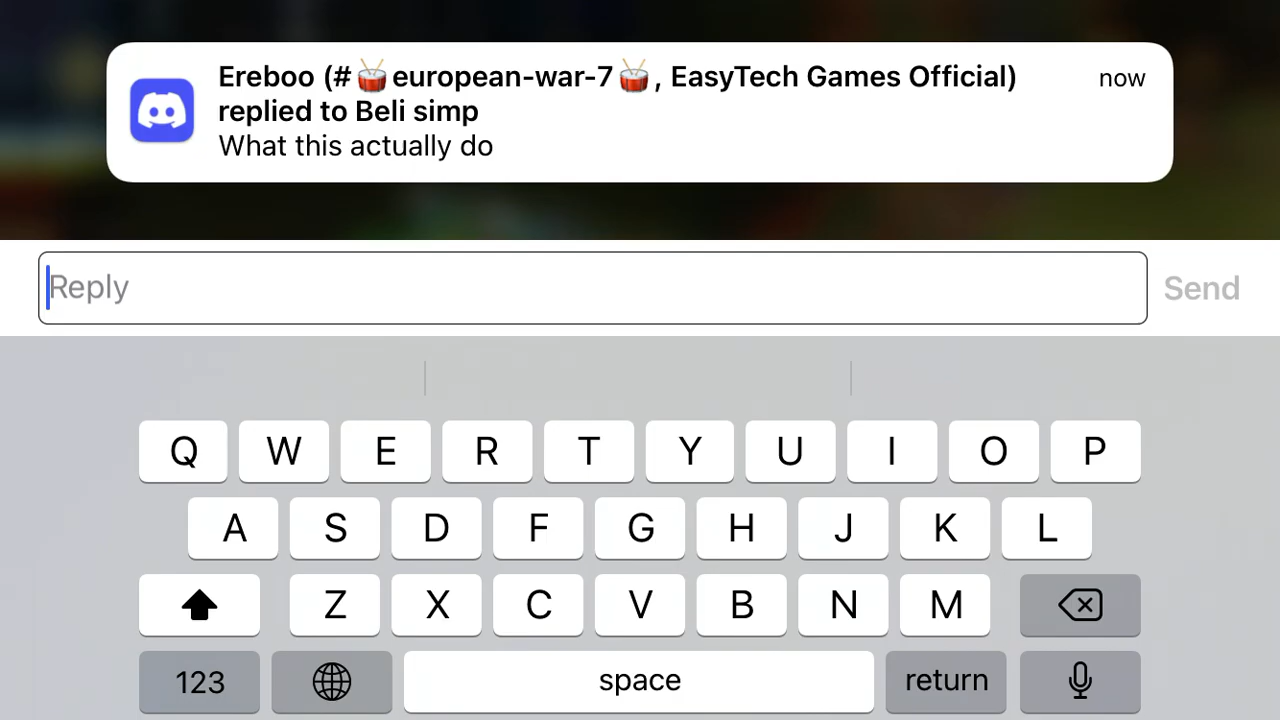 Ereboo (#🥁european-war-7🥁, EasyTech Games Official)
now
replied to Beli simp
What this actually do
Reply
Send
Q W E R T Y U I O P
A S D F G H J K L
Z X C V B N M
123
space
return